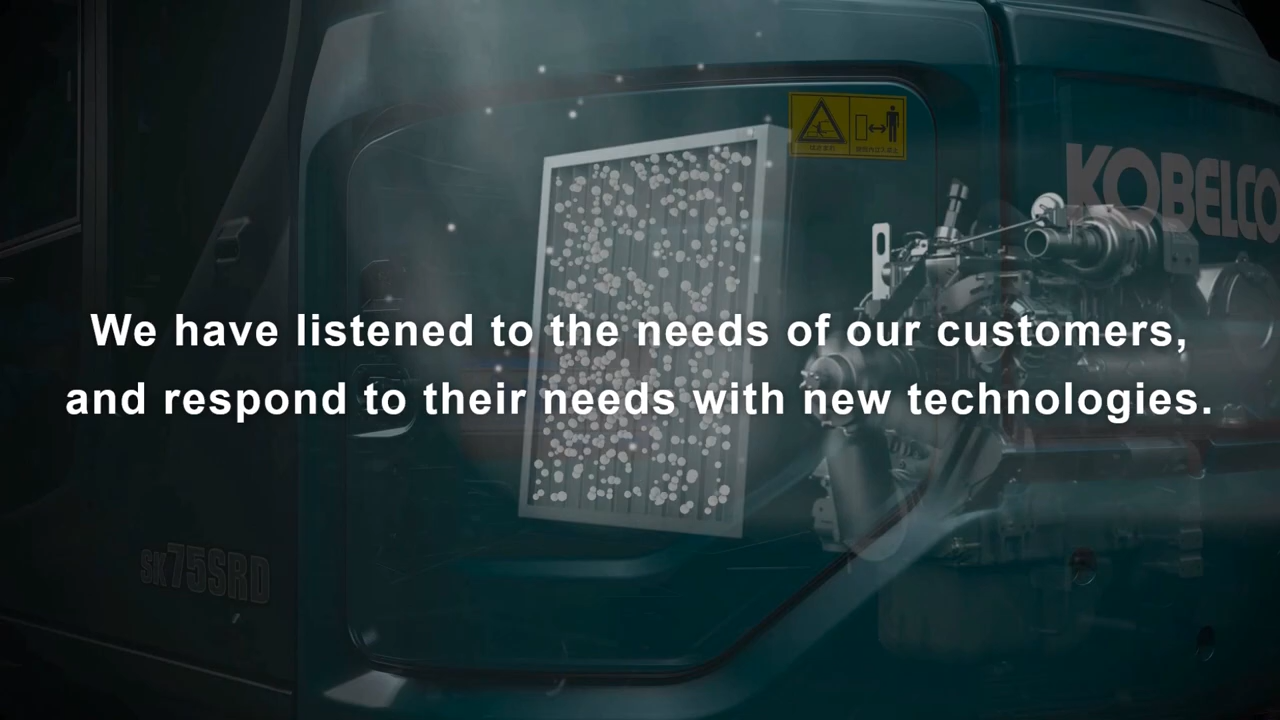 KOBELCO
We have listened to the needs of our customers,
and respond to their needs with new technologies.
SK75SRD